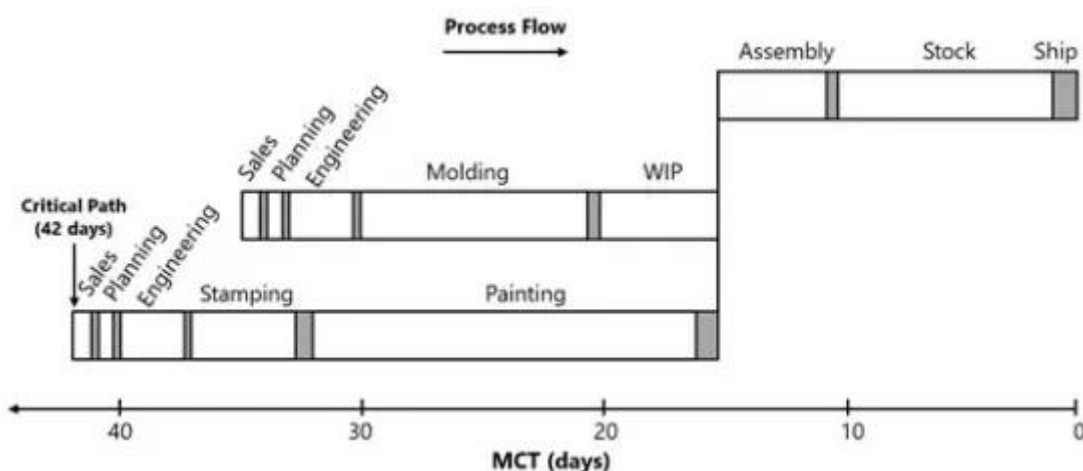 Process Flow
Assembly
Stock
Ship
Sales
Planning
Engineering
Molding
WIP
Critical Path
(42 days)
Sales
Planning
Engineering
Stamping
Painting
40
30
20
10
0
MCT (days)